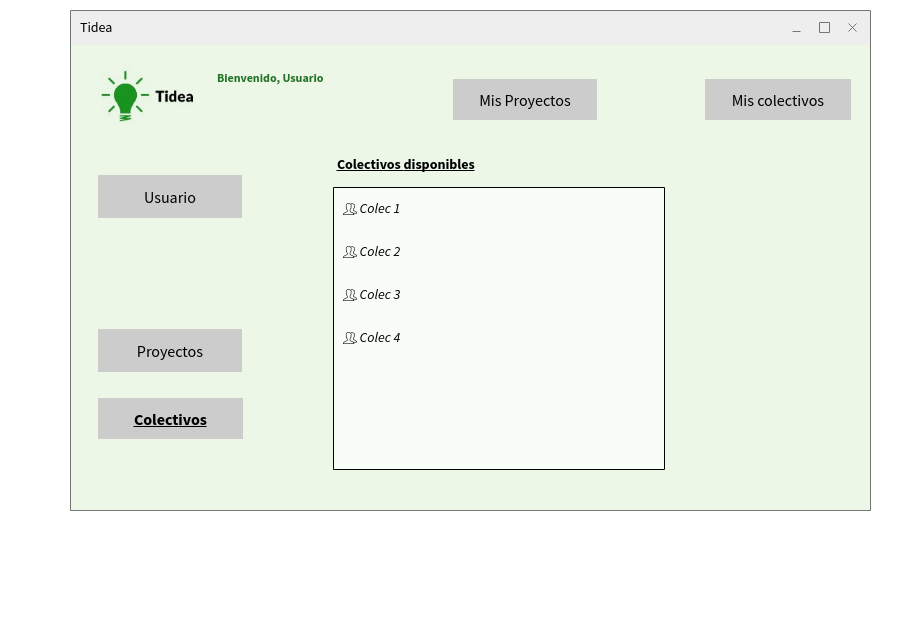 Tidea
Tidea
Bienvenido, Usuario
Mis Proyectos
Mis colectivos
Colectivos disponibles
Usuario
Colec 1
Colec 2
Colec 3
Colec 4
Proyectos
Colectivos